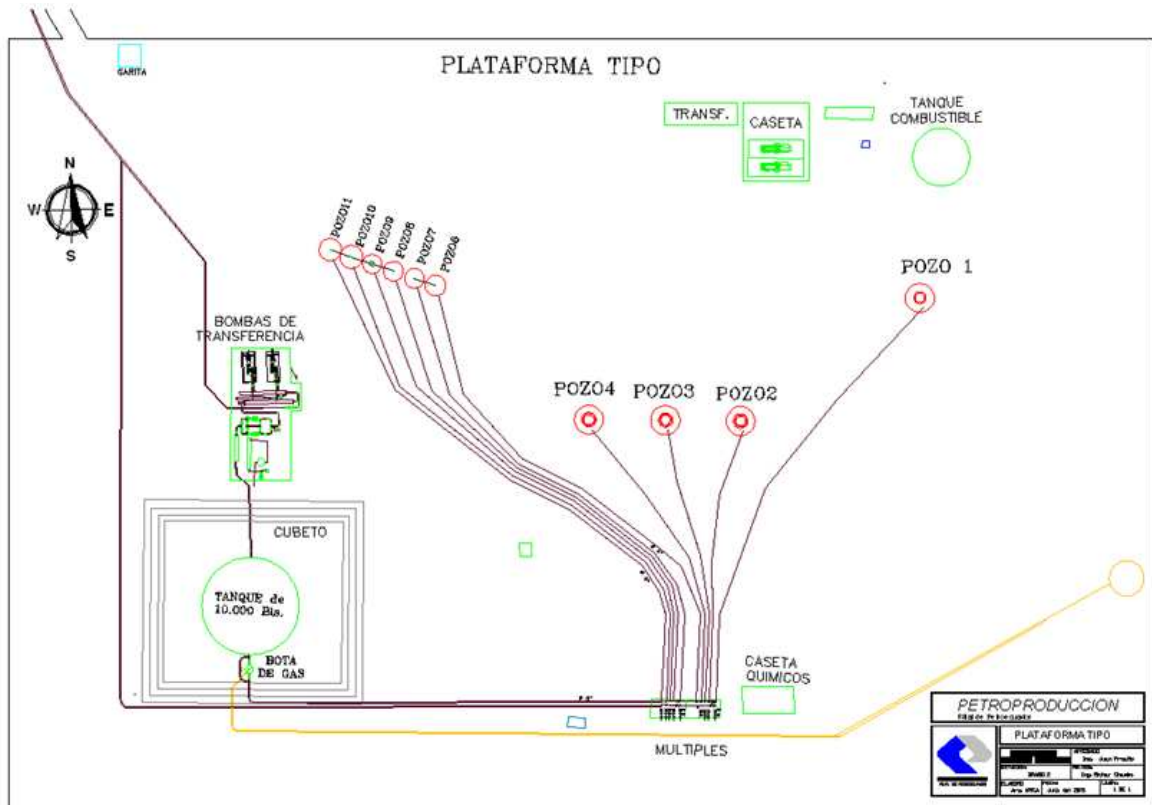 PLATAFORMA TIPO
GARITA
TRANSF.
CASETA
TANQUE
COMBUSTIBLE
N
W E
S
POZO11
POZO10
POZO9
POZO8
POZO7
POZO 1
BOMBAS DE
TRANSFERENCIA
POZO4
POZO3
POZO2
CUBETO
TANQUE de
10.000 Bls.
BOTA
DE GAS
CASETA
QUIMICOS
MULTIPLES
PETROPRODUCCION
PLATAFORMA TIPO